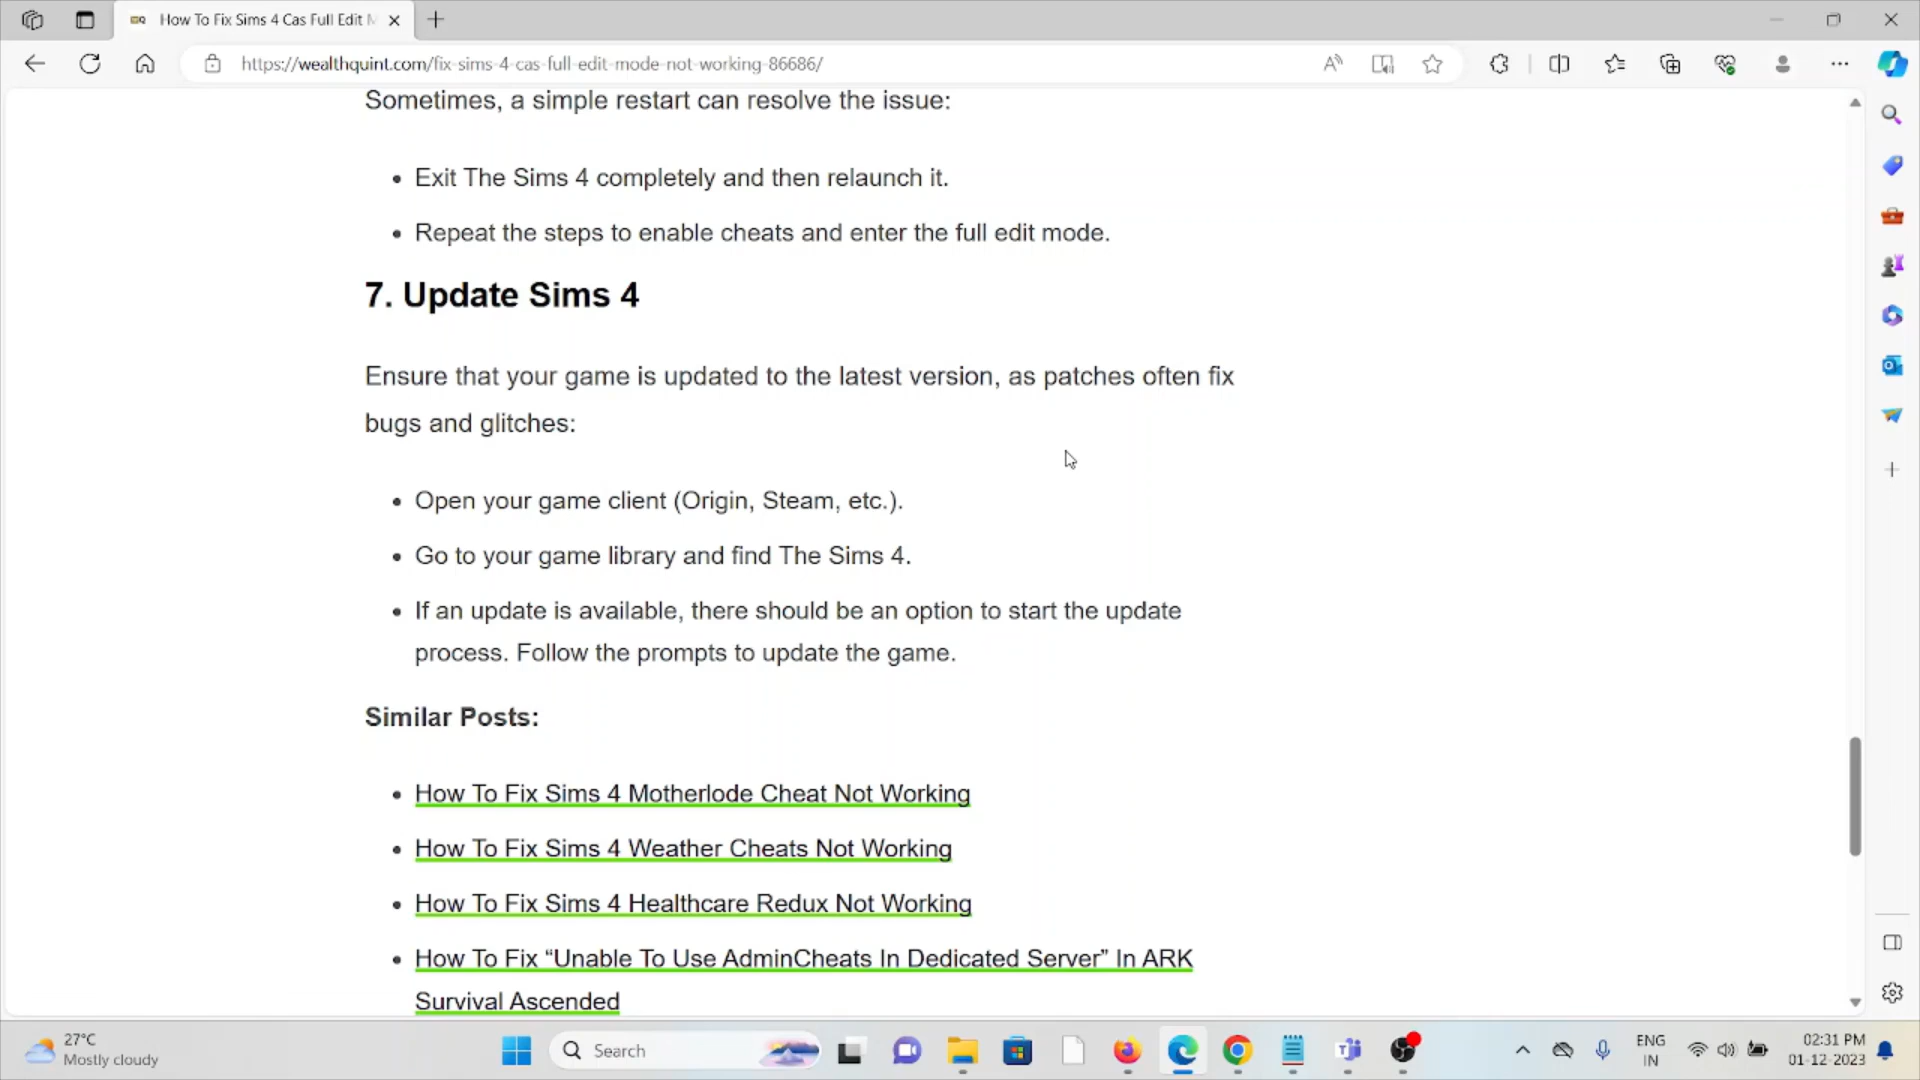 How To Fix Sims 4 Cas Full Edit M
https://wealthquint.com/fix-sims-4-cas-full-edit-mode-not-working-86686/
Sometimes, a simple restart can resolve the issue:
• Exit The Sims 4 completely and then relaunch it.
• Repeat the steps to enable cheats and enter the full edit mode.
7. Update Sims 4
Ensure that your game is updated to the latest version, as patches often fix
bugs and glitches:
• Open your game client (Origin, Steam, etc.).
• Go to your game library and find The Sims 4.
• If an update is available, there should be an option to start the update
process. Follow the prompts to update the game.
Similar Posts:
• How To Fix Sims 4 Motherlode Cheat Not Working
• How To Fix Sims 4 Weather Cheats Not Working
• How To Fix Sims 4 Healthcare Redux Not Working
• How To Fix “Unable To Use AdminCheats In Dedicated Server” In ARK
Survival Ascended
27°C
Mostly cloudy
Search
ENG
IN
02:31 PM
01-12-2023